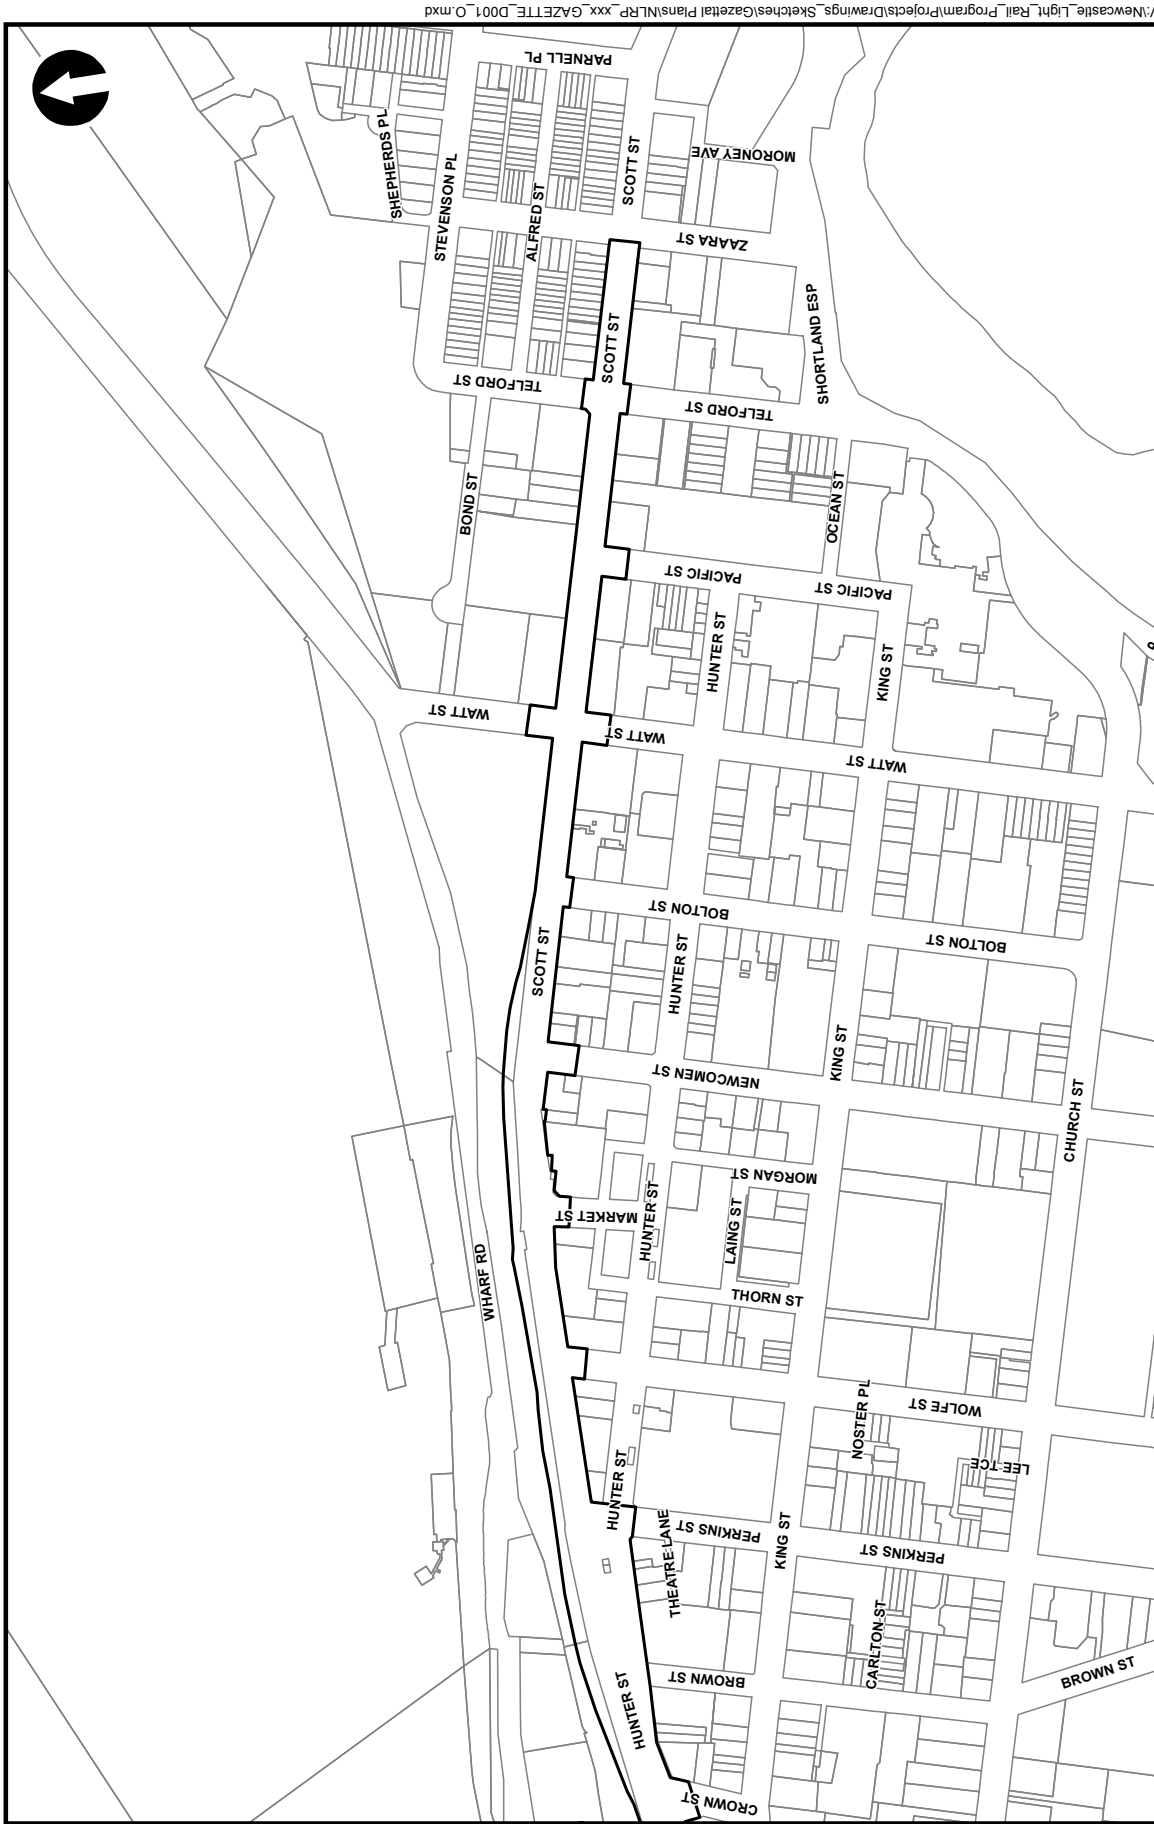 V:\Newcastle_Light_Rail_Program\Projects\Drawings_Sketches\Gazettal Plans\NLRP_xxx_GAZETTE_D001_O.mxd
PARNELL PL
SHEPHERDS PL
STEVENSON PL
ALFRED ST
SCOTT ST
MORONEY AVE
ZAARA ST
SCOTT ST
SHORTLAND ESP
TELFORD ST
TELFORD ST
BOND ST
OCEAN ST
PACIFIC ST
PACIFIC ST
HUNTER ST
KING ST
WATT ST
WATT ST
WATT ST
BOLTON ST
BOLTON ST
SCOTT ST
HUNTER ST
KING ST
NEWCOMEN ST
CHURCH ST
MORGAN ST
MARKET ST
HUNTER ST
LAING ST
WHARF RD
THORN ST
WOLFE ST
NOSTER PL
LEE TCE
HUNTER ST
THEATRE LANE
PERKINS ST
KING ST
PERKINS ST
CARLTON ST
BROWN ST
BROWN ST
HUNTER ST
CROWN ST